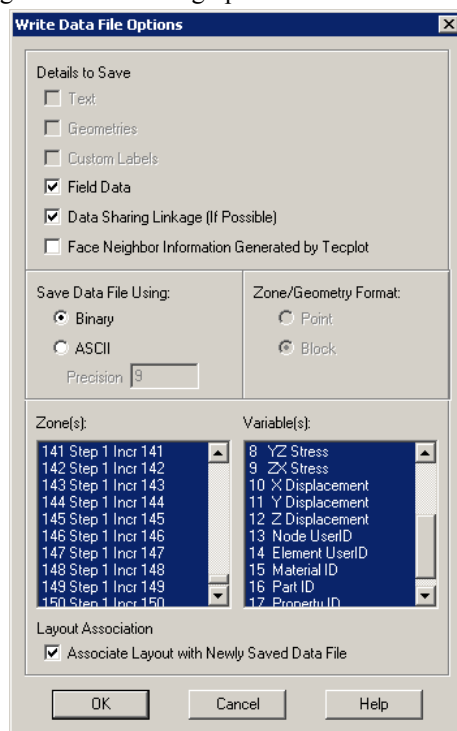 Write Data File Options
Details to Save
Text
Geometries
Custom Labels
Field Data
Data Sharing Linkage (If Possible)
Face Neighbor Information Generated by Tecplot
Save Data File Using:
Binary
ASCII
Precision 9
Zone/Geometry Format:
Point
Block
Zone(s):
141 Step 1 Incr 141
142 Step 1 Incr 142
143 Step 1 Incr 143
144 Step 1 Incr 144
145 Step 1 Incr 145
146 Step 1 Incr 146
147 Step 1 Incr 147
148 Step 1 Incr 148
149 Step 1 Incr 149
150 Step 1 Incr 150
Variable(s):
8 YZ Stress
9 ZX Stress
10 X Displacement
11 Y Displacement
12 Z Displacement
13 Node UserID
14 Element UserID
15 Material ID
16 Part ID
17 Property ID
Layout Association
Associate Layout with Newly Saved Data File
OK
Cancel
Help